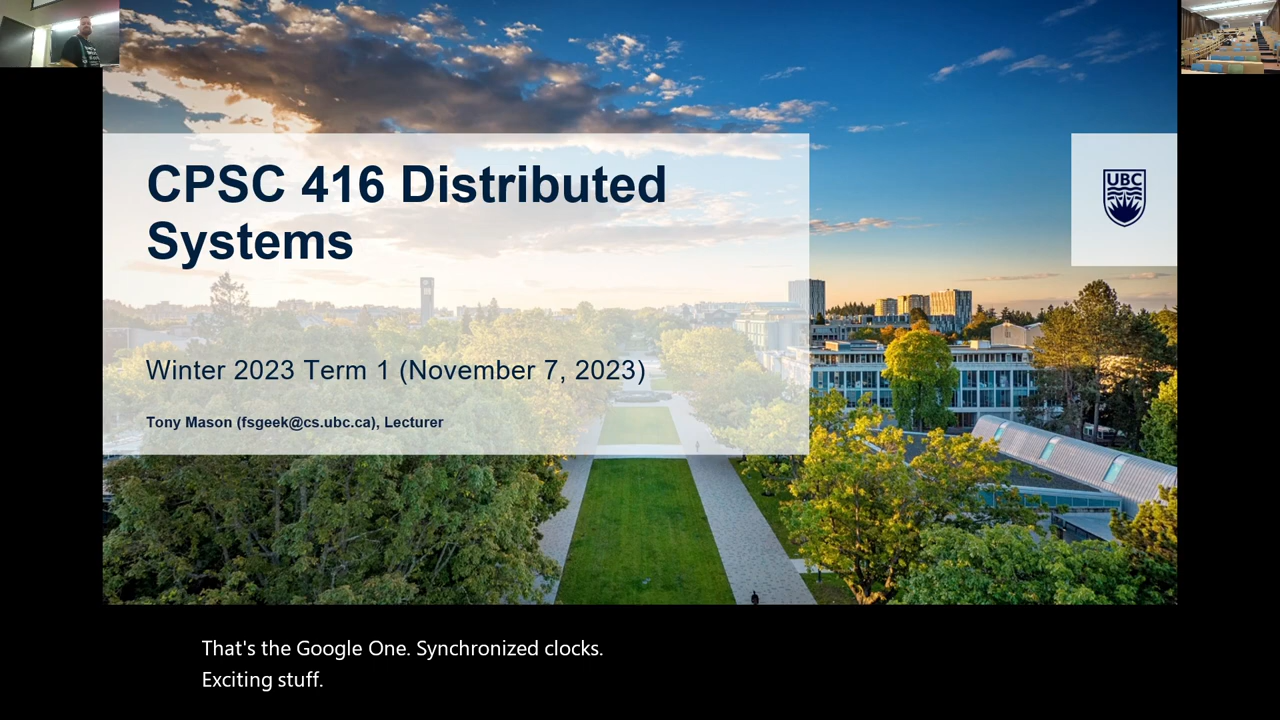 CPSC 416 Distributed
Systems
UBC
Winter 2023 Term 1 (November 7, 2023)
Tony Mason (fsgeek@cs.ubc.ca), Lecturer
That's the Google One. Synchronized clocks.
Exciting stuff.